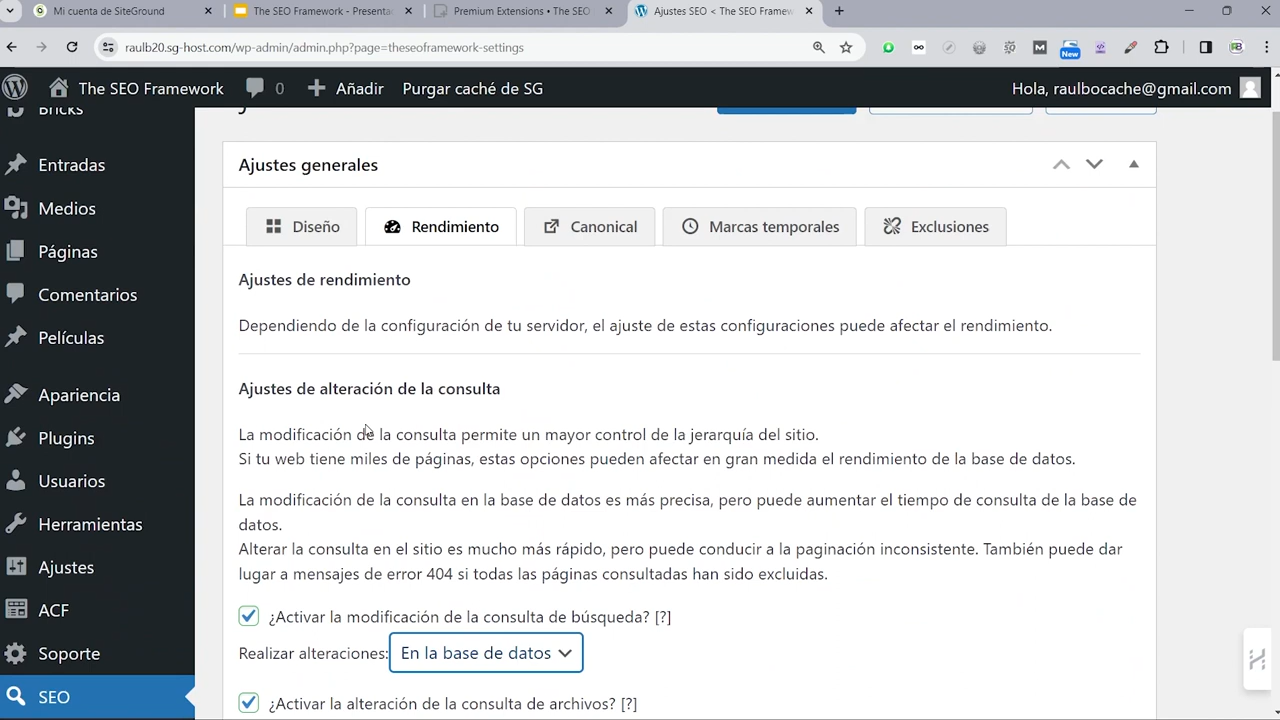 Mi cuenta de SiteGround
The SEO Framework - Presenta
Premium Extensions • The SEO
Ajustes SEO < The SEO Framew
raulb20.sg-host.com/wp-admin/admin.php?page=theseoframework-settings
New
The SEO Framework
0
Añadir
Purgar caché de SG
Hola, raulbocache@gmail.com
Bricks
Entradas
Medios
Páginas
Comentarios
Películas
Apariencia
Plugins
Usuarios
Herramientas
Ajustes
ACF
Soporte
SEO
Ajustes generales
Diseño
Rendimiento
Canonical
Marcas temporales
Exclusiones
Ajustes de rendimiento
Dependiendo de la configuración de tu servidor, el ajuste de estas configuraciones puede afectar el rendimiento.
Ajustes de alteración de la consulta
La modificación de la consulta permite un mayor control de la jerarquía del sitio.
Si tu web tiene miles de páginas, estas opciones pueden afectar en gran medida el rendimiento de la base de datos.
La modificación de la consulta en la base de datos es más precisa, pero puede aumentar el tiempo de consulta de la base de
datos.
Alterar la consulta en el sitio es mucho más rápido, pero puede conducir a la paginación inconsistente. También puede dar
lugar a mensajes de error 404 si todas las páginas consultadas han sido excluidas.
¿Activar la modificación de la consulta de búsqueda? [?]
Realizar alteraciones: En la base de datos
¿Activar la alteración de la consulta de archivos? [?]